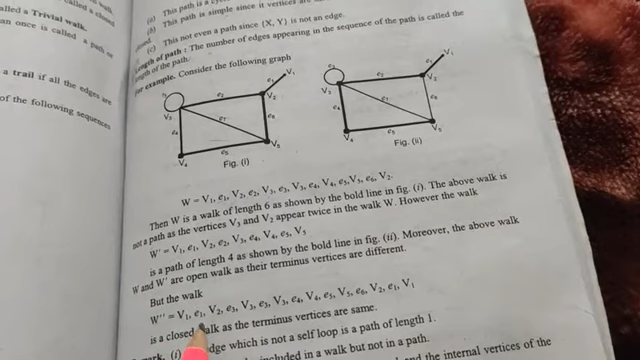 alled a Trivial walk.
an once is called a path or
a trail if all the edges are
of the following sequences
(b) This path is simple since it vertices are
(c) This not even a path since (X, Y) is not an edge.
Length of path : The number of edges appearing in the sequence of the path is called the
length of the path.
For example. Consider the following graph
e₂ V₁ e₁ V₂ V₃ e₇ e₄ e₆ V₄ e₅ V₅
Fig. (i)
e₃ e₂ V₁ e₁ V₂ V₃ e₇ e₄ e₆ V₄ e₅ V₅
Fig. (ii)
W = V₁, e₁, V₂, e₂, V₃, e₃, V₃, e₄, V₄, e₅, V₅, e₆, V₂.
Then W is a walk of length 6 as shown by the bold line in fig. (i). The above walk is
not a path as the vertices V₃ and V₂ appear twice in the walk W. However the walk
W' = V₁, e₁, V₂, e₂, V₃, e₄, V₄, e₅, V₅
is a path of length 4 as shown by the bold line in fig. (ii). Moreover, the above walk
W and W' are open walk as their terminus vertices are different.
But the walk
W'' = V₁, e₁, V₂, e₃, V₃, e₃, V₃, e₄, V₄, e₅, V₅, e₆, V₂, e₁, V₁
is a closed walk as the terminus vertices are same.
(i) edge which is not a self loop is a path of length 1.
included in a walk but not in a path.
and the internal vertices of the